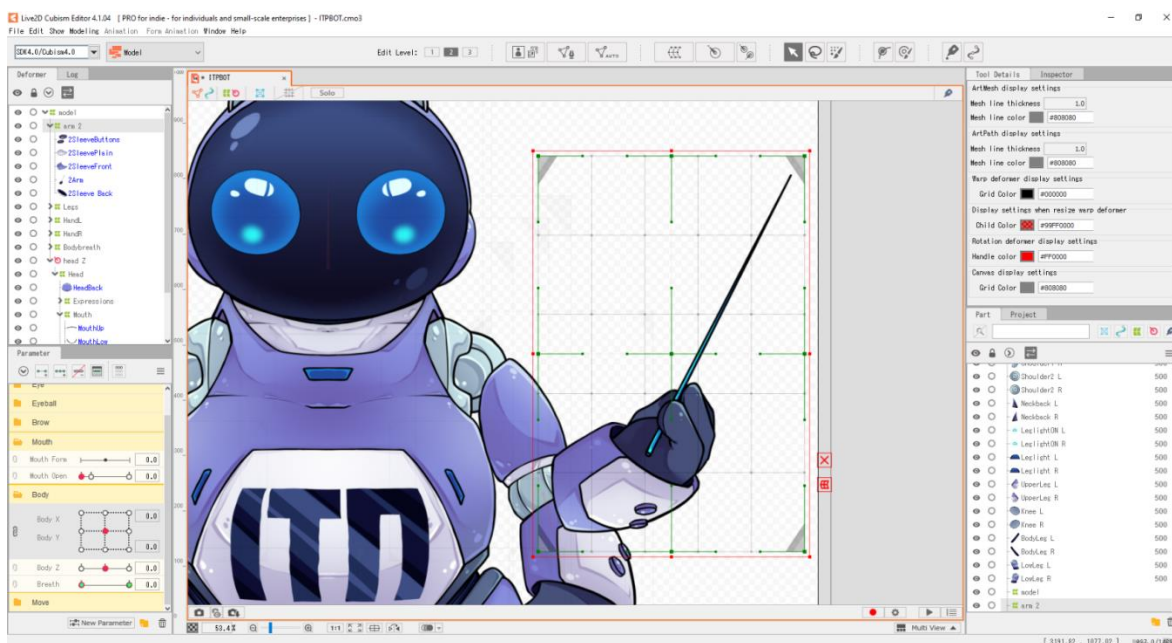 Live2D Cubism Editor 4.1.04 [ PRO for indie - for individuals and small-scale enterprises ] - ITPBOT.cmo3
File Edit Show Modeling Animation Form Animation Window Help
SDK4.0/Cubism4.0 Model Edit Level: 1 2 3 AUTO
Deformer Log
model
arm 2
2SleeveButtons
2SleevePlain
2SleeveFront
2Arm
2Sleeve Back
Legs
HandL
HandR
Bodybreath
head Z
Head
HeadBack
Expressions
Mouth
MouthUp
MouthLow
Parameter
Eye
Eyeball
Brow
Mouth
Mouth Form 0.0
Mouth Open 0.0
Body
Body X 0.0
Body Y 0.0
Body Z 0.0
Breath 0.0
Move
New Parameter
ITPBOT
Solo
ITP
53.4% 1:1 Multi View
Tool Details Inspector
ArtMesh display settings
Mesh line thickness 1.0
Mesh line color #808080
ArtPath display settings
Mesh line thickness 1.0
Mesh line color #808080
Warp deformer display settings
Grid Color #000000
Display settings when resize warp deformer
Child Color #99FF0000
Rotation deformer display settings
Handle color #FF0000
Canvas display settings
Grid Color #808080
Part Project
Shoulder2 L 500
Shoulder2 R 500
Neckback L 500
Neckback R 500
LeglightON L 500
LeglightON R 500
Leglight L 500
Leglight R 500
UpperLeg L 500
UpperLeg R 500
Knee L 500
Knee R 500
BodyLeg L 500
BodyLeg R 500
LowLeg L 500
LowLeg R 500
model
arm 2